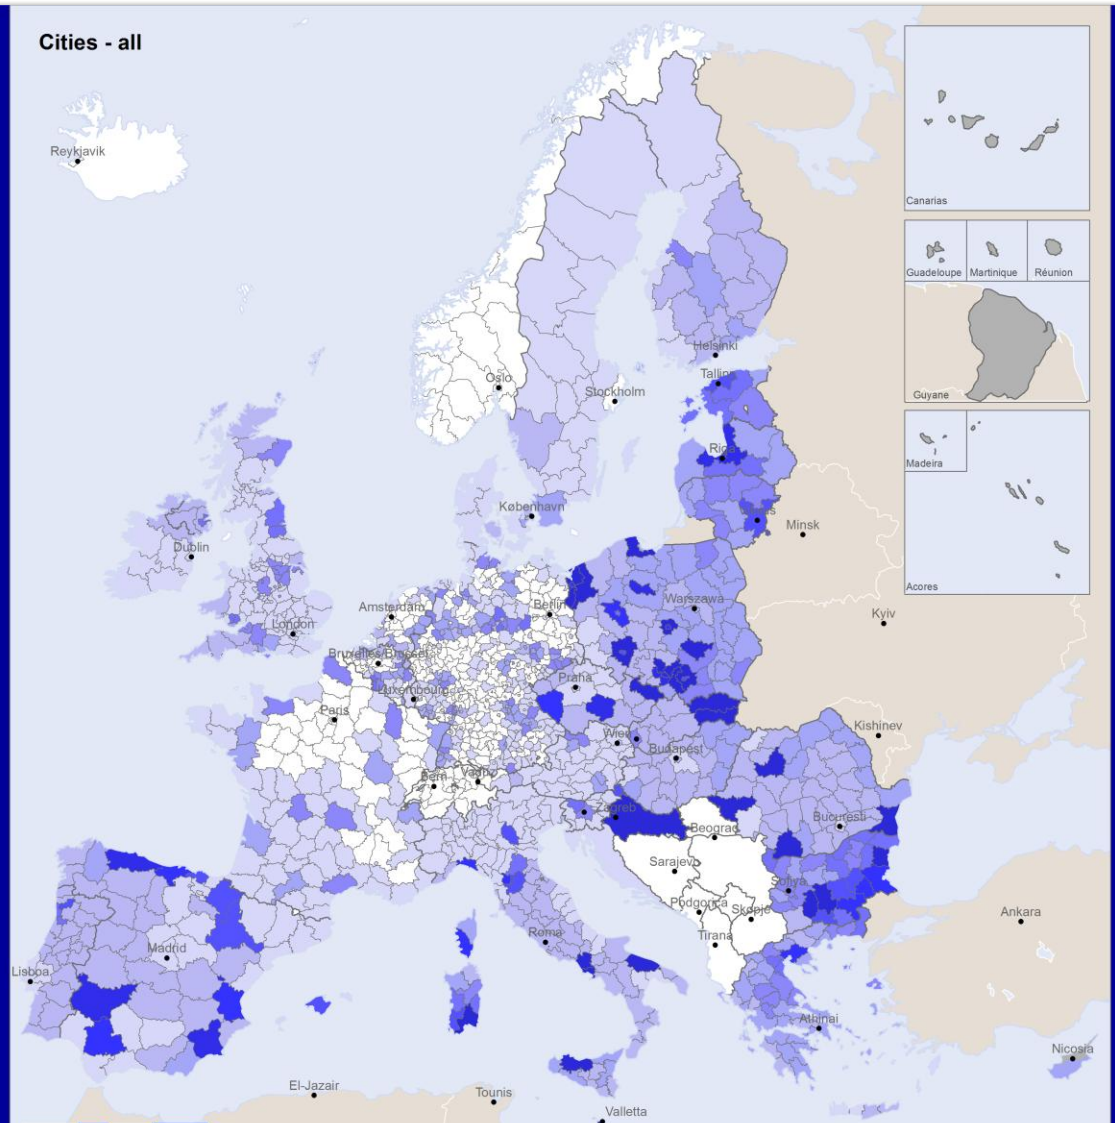 Cities - all
Reykjavik
Canarias
Guadeloupe
Martinique
Réunion
Guyane
Madeira
Acores
Helsinki
Oslo
Tallinn
Stockholm
Riga
København
Minsk
Dublin
Amsterdam
Berlin
Warszawa
Kyiv
London
Bruxelles/Brussel
Praha
Luxembourg
Paris
Wien
Kishinev
Budapest
Bern
Vaduz
Zagreb
Bucuresti
Beograd
Sarajevo
Sofiya
Podgorica
Skopje
Ankara
Roma
Tirana
Madrid
Lisboa
Athinai
Nicosia
El-Jazair
Tounis
Valletta